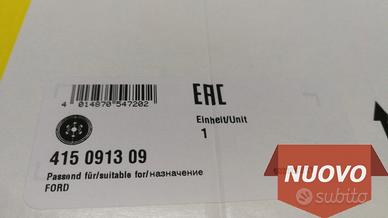 4 014870 547202
EAC
Einheit/Unit
1
415 0913 09
Passend für/suitable for/назначение
FORD
NUOVO
subito